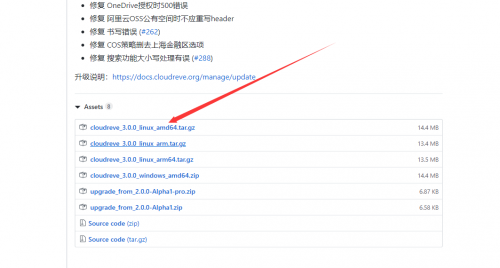 修复 OneDrive授权时500错误
修复 阿里云OSS公有空间时不应重写header
修复 书写错误 (#262)
修复 COS策略删去上海金融区选项
修复 搜索功能大小写处理有误 (#288)
升级说明：https://docs.cloudreve.org/manage/update
Assets 8
cloudreve_3.0.0_linux_amd64.tar.gz 14.4 MB
cloudreve_3.0.0_linux_arm.tar.gz 13.4 MB
cloudreve_3.0.0_linux_arm64.tar.gz 13.5 MB
cloudreve_3.0.0_windows_amd64.zip 14.4 MB
upgrade_from_2.0.0-Alpha1-pro.zip 6.87 KB
upgrade_from_2.0.0-Alpha1.zip 6.58 KB
Source code (zip)
Source code (tar.gz)